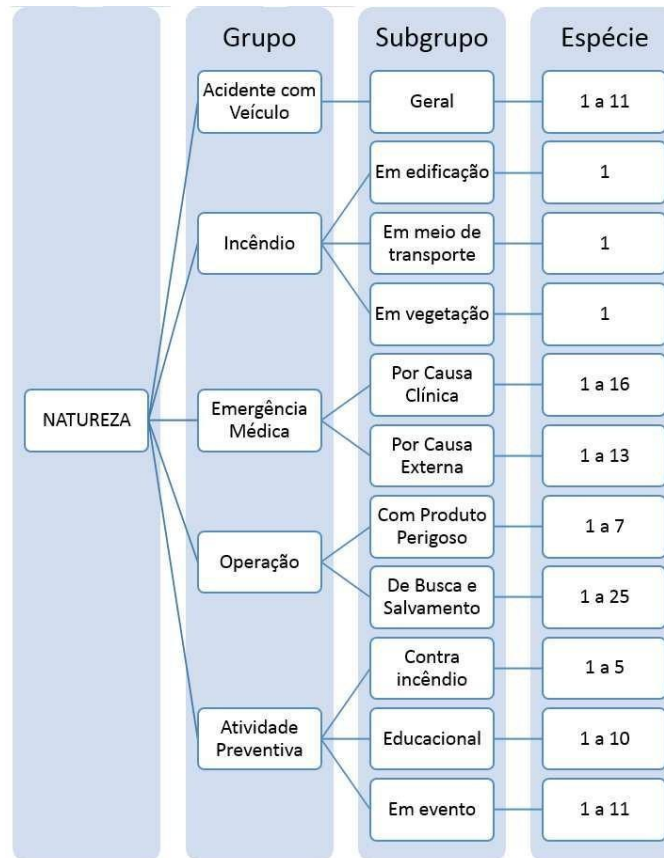 Grupo
Subgrupo
Espécie
Acidente com
Veículo
Geral
1 a 11
Em edificação
1
Incêndio
Em meio de
transporte
1
Em vegetação
1
NATUREZA
Emergência
Médica
Por Causa
Clínica
1 a 16
Por Causa
Externa
1 a 13
Operação
Com Produto
Perigoso
1 a 7
De Busca e
Salvamento
1 a 25
Atividade
Preventiva
Contra
incêndio
1 a 5
Educacional
1 a 10
Em evento
1 a 11